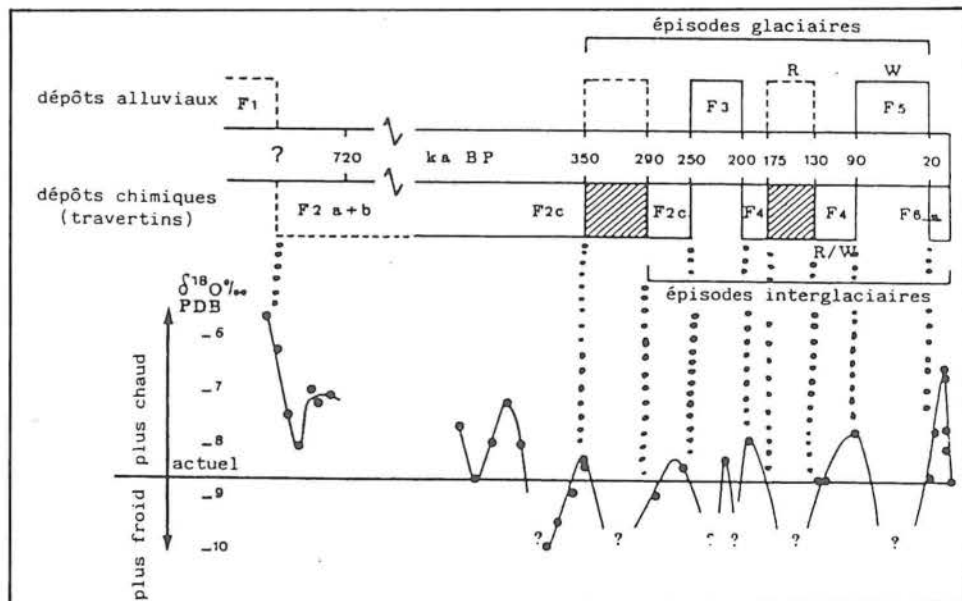 épisodes glaciaires
R W
dépôts alluviaux F1 F3 F5
? 720 ka BP 350 290 250 200 175 130 90 20
dépôts chimiques
(travertins)
F2 a+b F2c F2c F4 F4 F6_a
R/W
épisodes interglaciaires
δ¹⁸O‰
PDB
plus chaud
-6
-7
-8
actuel
plus froid
-9
-10
? ? ? ? ? ?